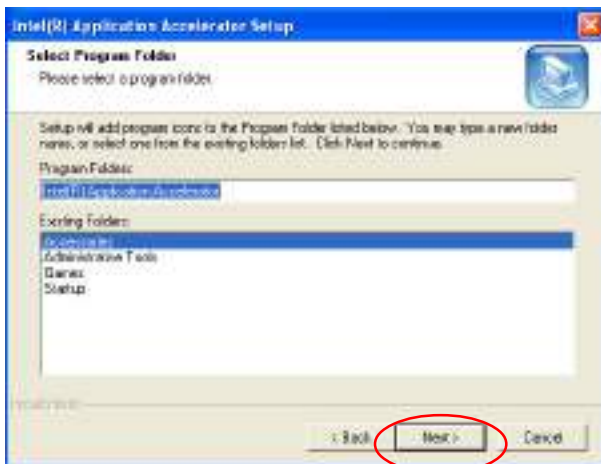 Intel(R) Application Accelerator Setup
Select Program Folder
Please select a program folder.
Setup will add program icons to the Program Folder listed below. You may type a new folder
name, or select one from the existing folders list. Click Next to continue.
Program Folders:
Intel(R) Application Accelerator
Existing Folders:
Accessories
Administrative Tools
Games
Startup
< Back
Next >
Cancel